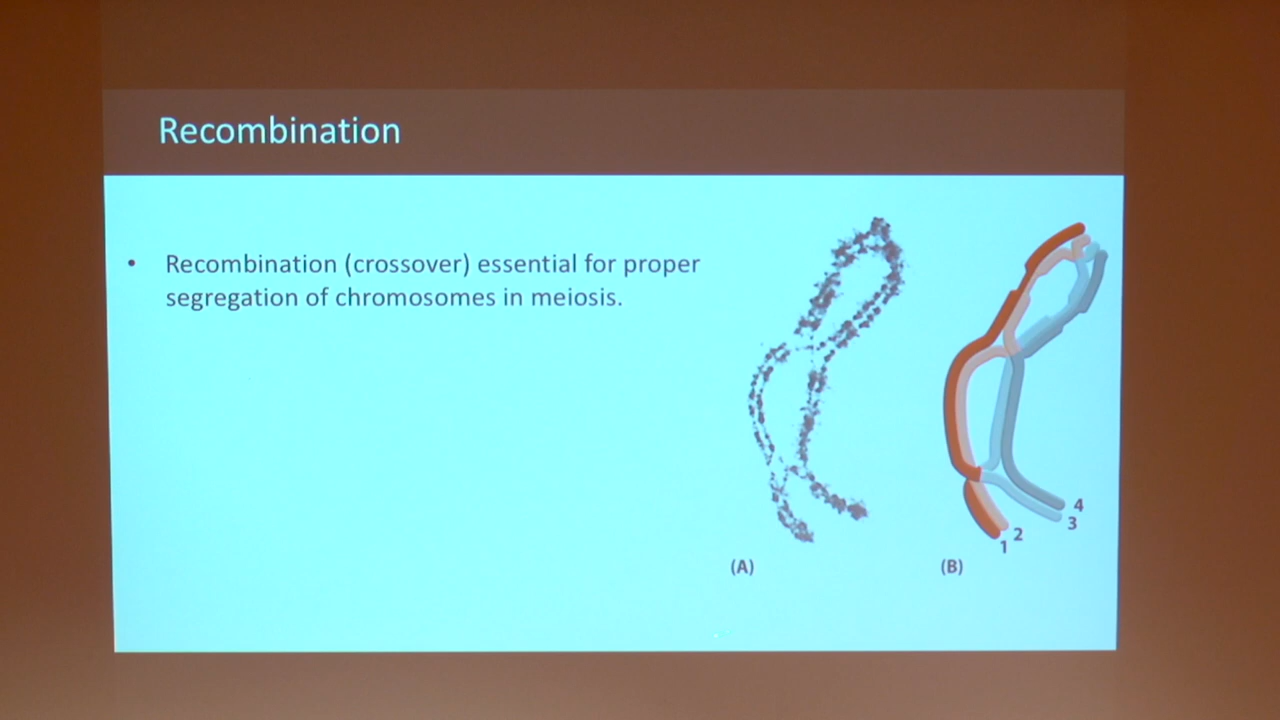 Recombination
• Recombination (crossover) essential for proper
segregation of chromosomes in meiosis.
4
3
2
1
(A)
(B)